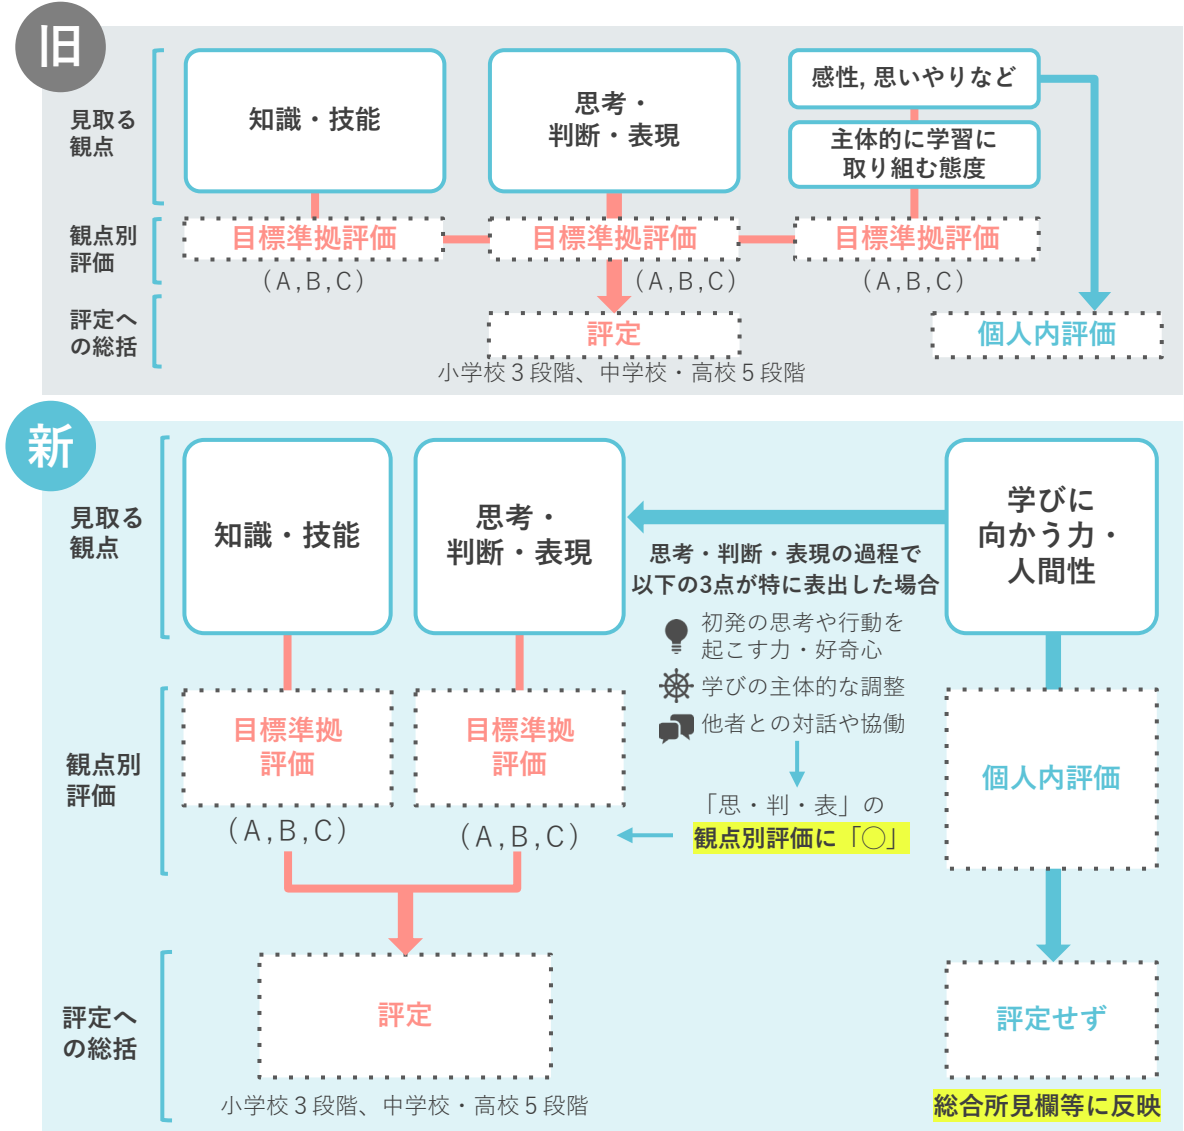 旧
見取る
観点
知識・技能
思考・
判断・表現
感性, 思いやりなど
主体的に学習に
取り組む態度
観点別
評価
目標準拠評価
(A,B,C)
目標準拠評価
(A,B,C)
目標準拠評価
(A,B,C)
評定へ
の総括
評定
小学校３段階、中学校・高校５段階
個人内評価
新
見取る
観点
知識・技能
思考・
判断・表現
学びに
向かう力・
人間性
思考・判断・表現の過程で
以下の3点が特に表出した場合
初発の思考や行動を
起こす力・好奇心
学びの主体的な調整
他者との対話や協働
「思・判・表」の
観点別評価に「〇」
観点別
評価
目標準拠
評価
(A,B,C)
目標準拠
評価
(A,B,C)
個人内評価
評定へ
の総括
評定
小学校３段階、中学校・高校５段階
評定せず
総合所見欄等に反映